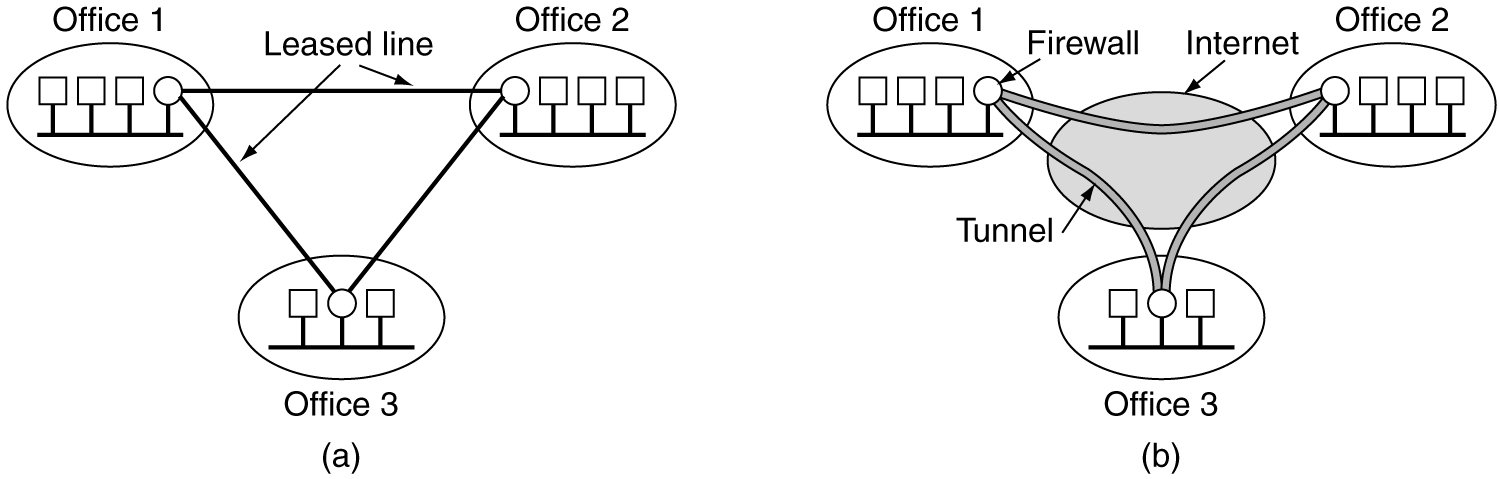 Office 1
Leased line
Office 2
Office 3
(a)
Office 1
Firewall
Internet
Office 2
Tunnel
Office 3
(b)